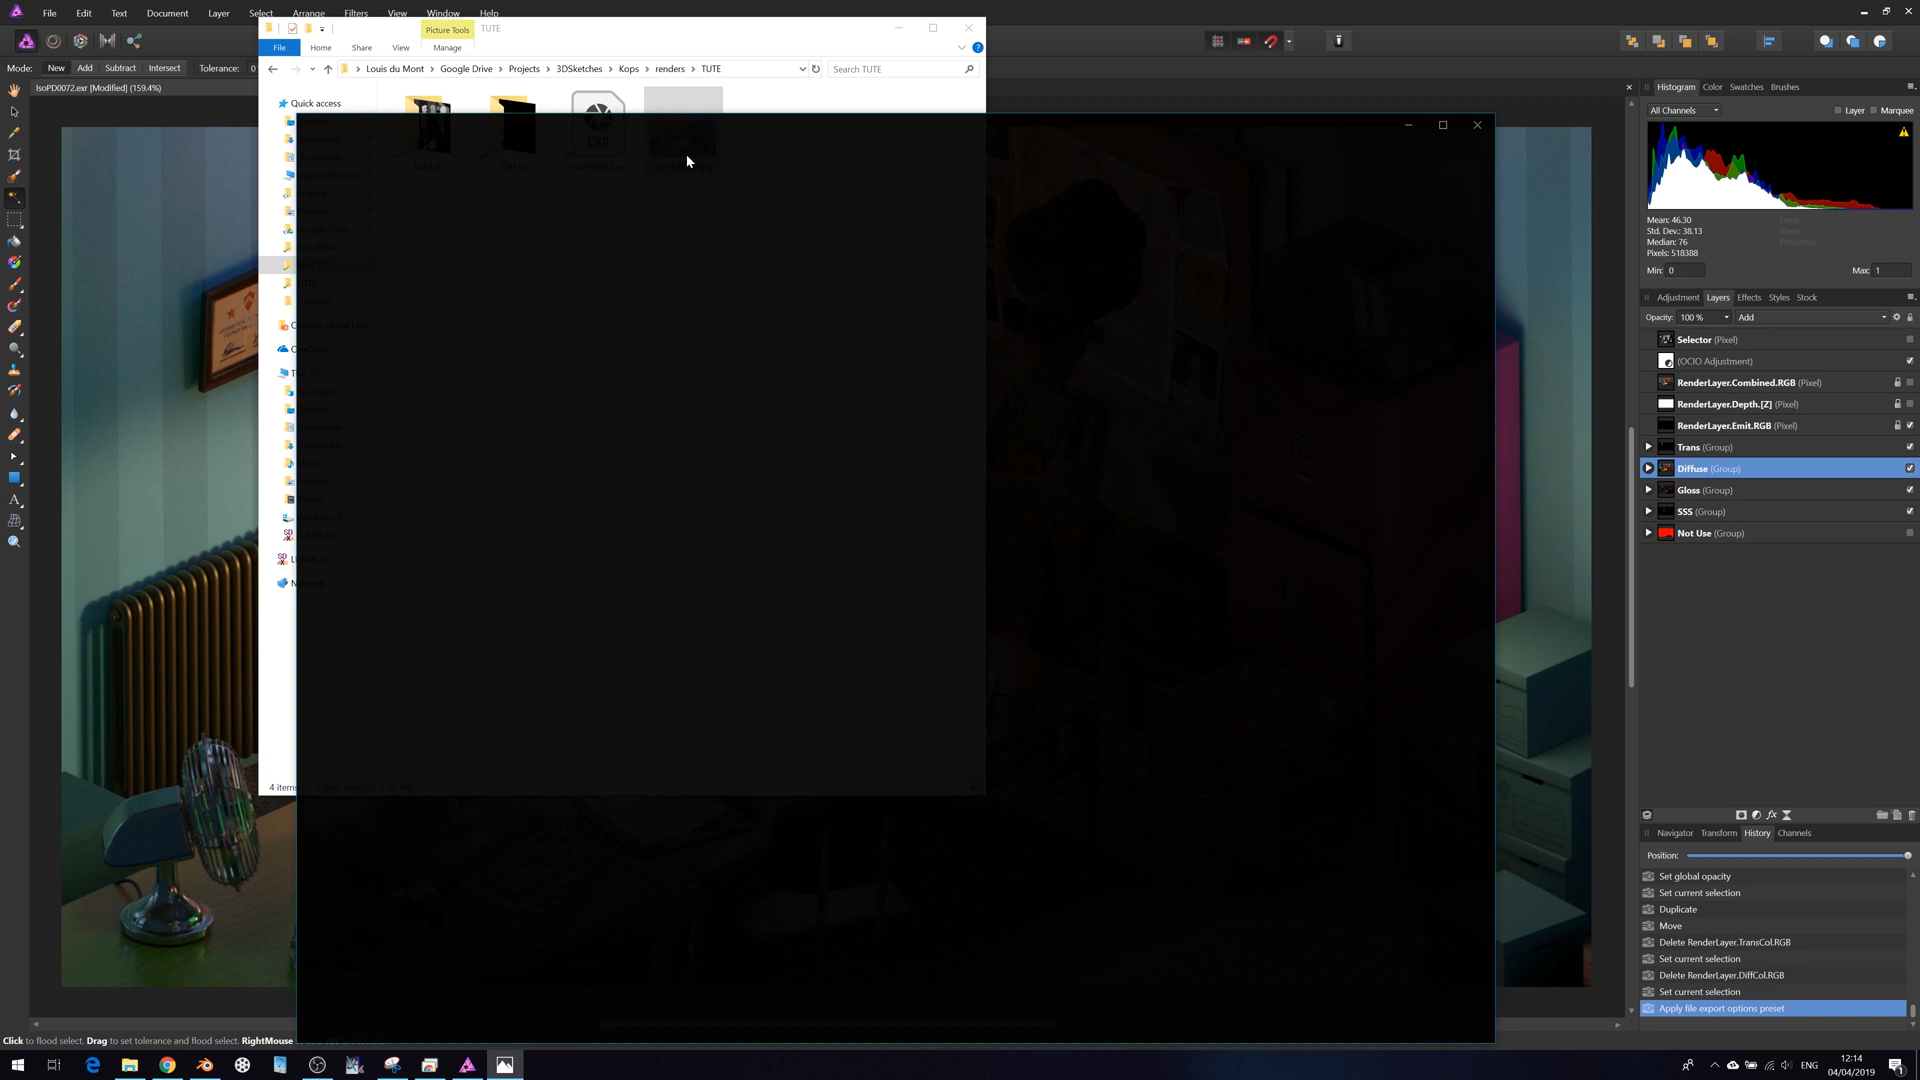 File Edit Text Document Layer Select Arrange Filters View Window Help
Picture Tools TUTE
File Home Share View Manage
Louis du Mont > Google Drive > Projects > 3DSketches > Kops > renders > TUTE
Search TUTE
Mode: New Add Subtract Intersect Tolerance: 0
IsoPD0072.exr [Modified] (159.4%)
Quick access
EXR
4 items
Histogram Color Swatches Brushes
All Channels
Layer Marquee
Mean: 46.30
Std. Dev.: 38.13
Median: 76
Pixels: 518388
Min: 0
Max: 1
Adjustment Layers Effects Styles Stock
Opacity: 100 % Add
Selector (Pixel)
(OCIO Adjustment)
RenderLayer.Combined.RGB (Pixel)
RenderLayer.Depth.[Z] (Pixel)
RenderLayer.Emit.RGB (Pixel)
Trans (Group)
Diffuse (Group)
Gloss (Group)
SSS (Group)
Not Use (Group)
Navigator Transform History Channels
Position:
Set global opacity
Set current selection
Duplicate
Move
Delete RenderLayer.TransCol.RGB
Set current selection
Delete RenderLayer.DiffCol.RGB
Set current selection
Apply file export options preset
Click to flood select. Drag to set tolerance and flood select. RightMouse
ENG
12:14
04/04/2019